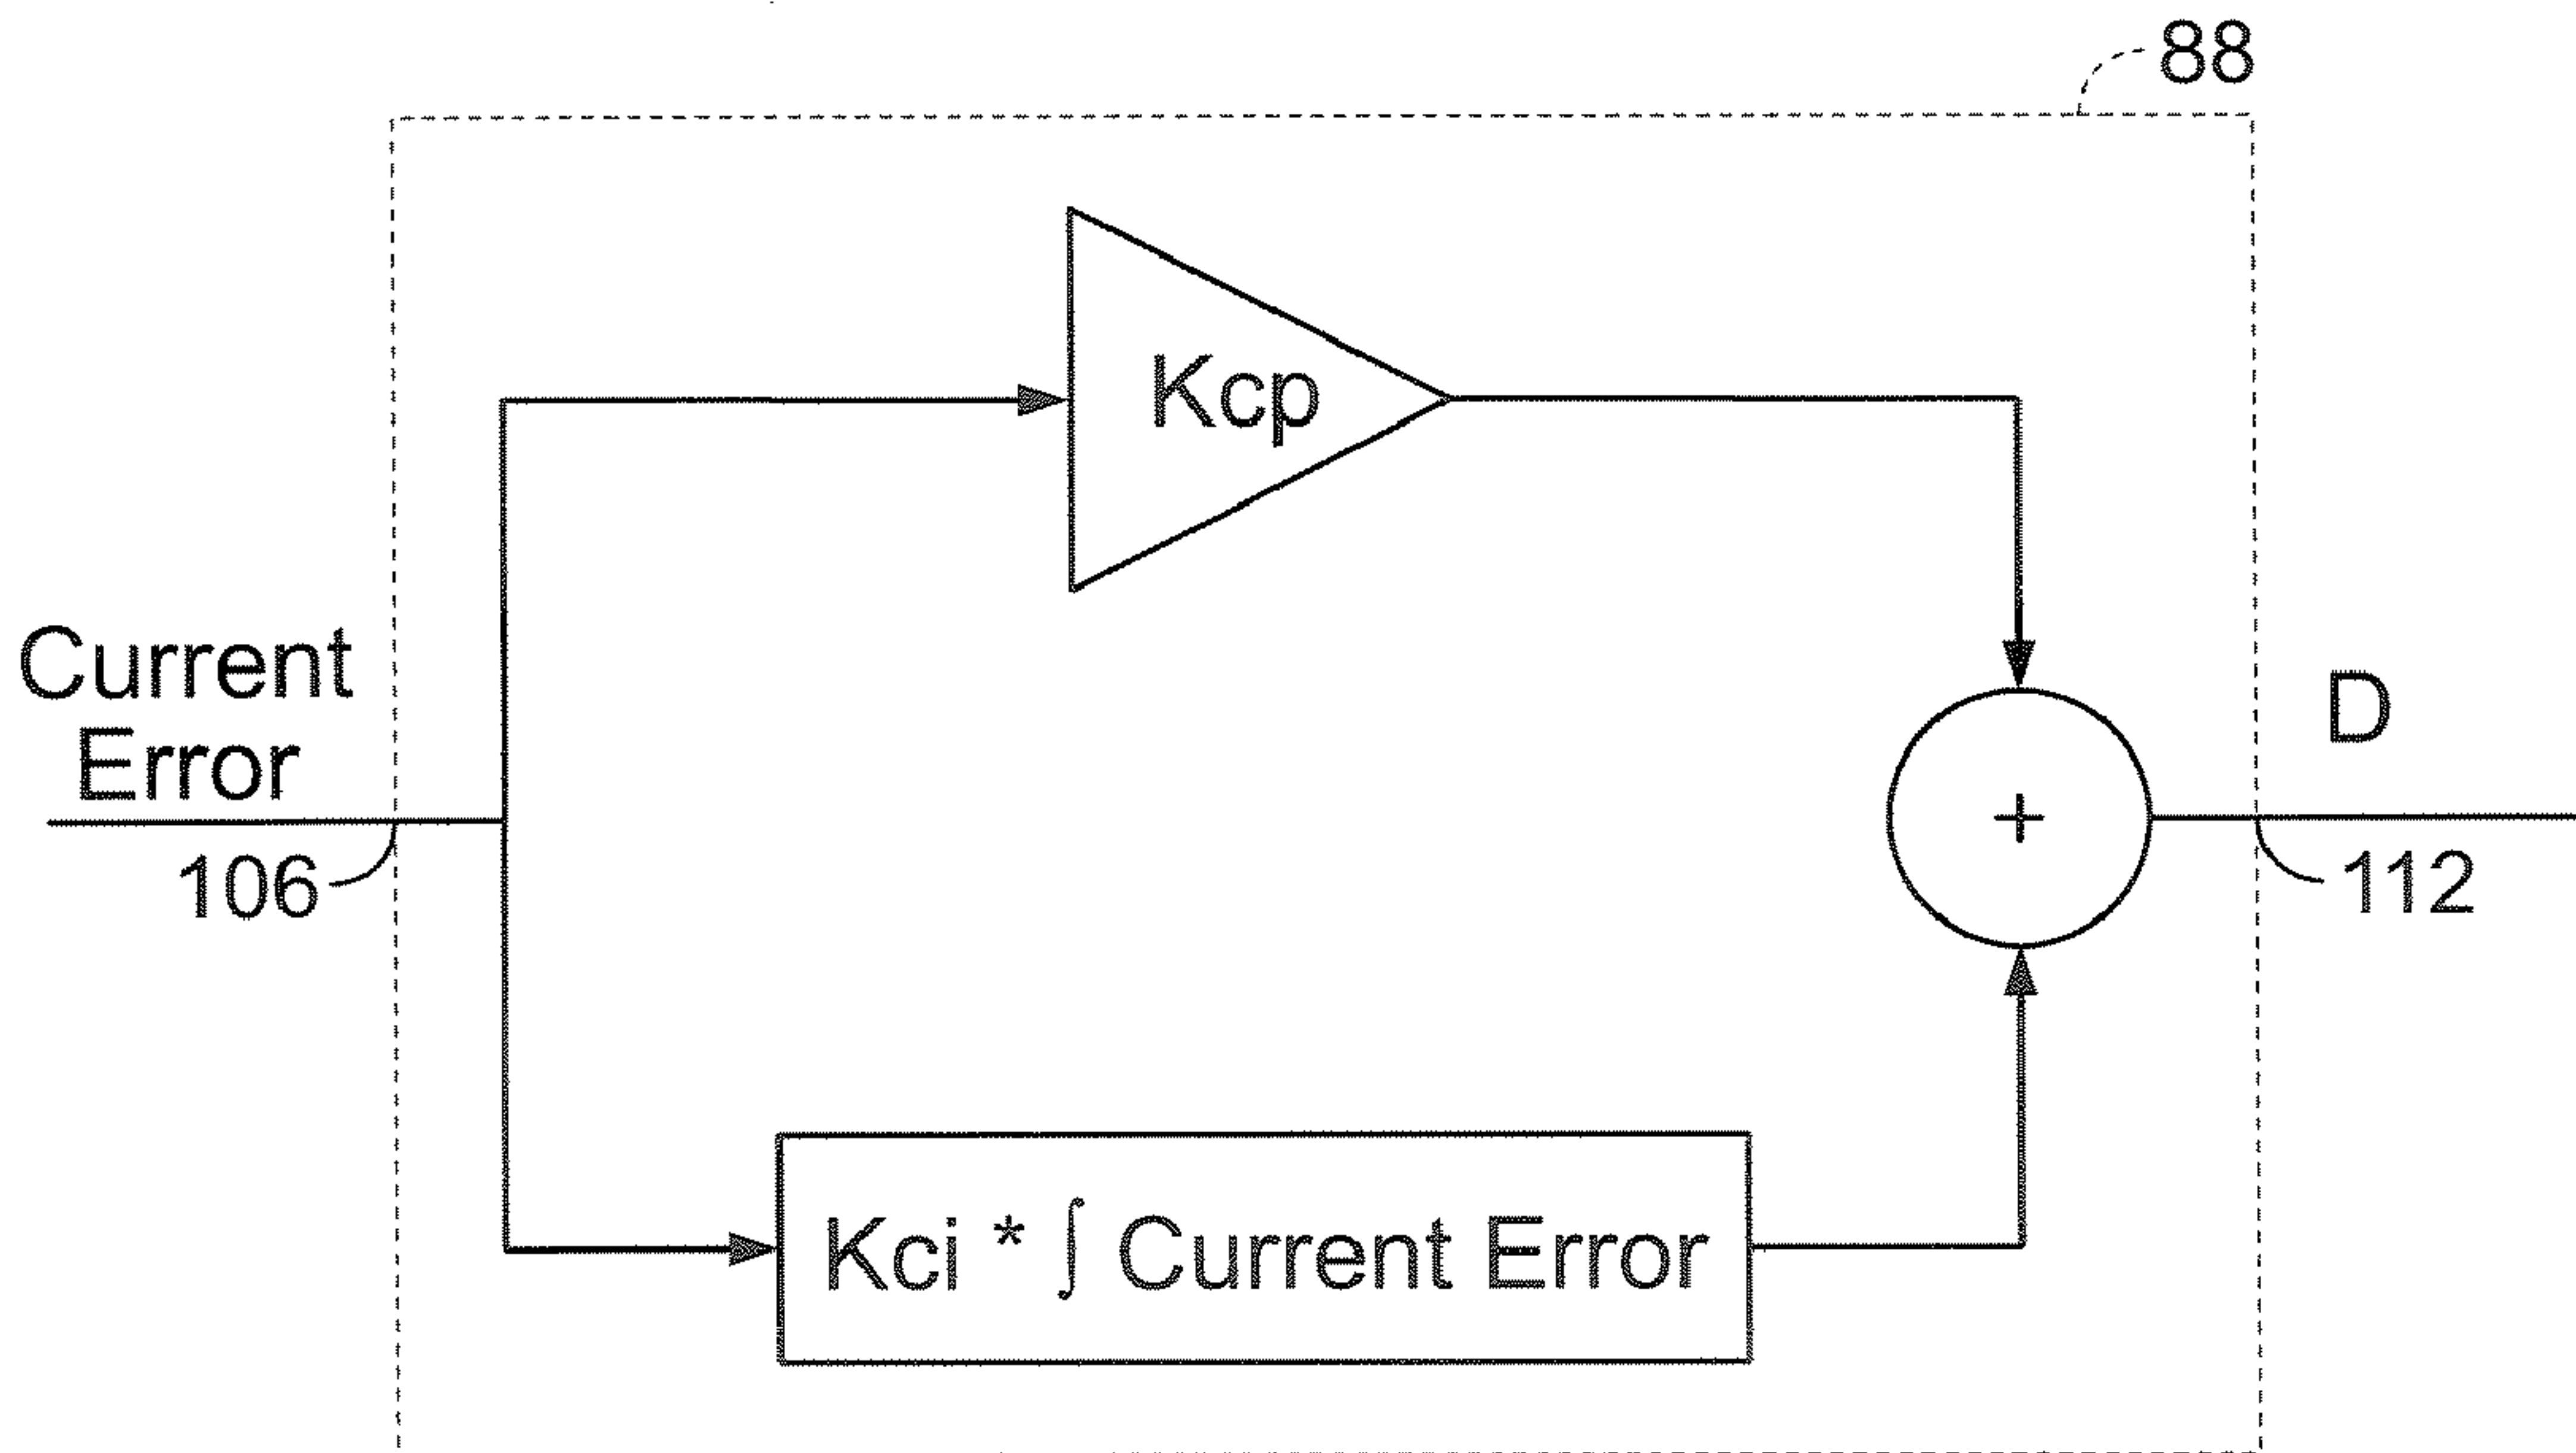 88
Kcp
Current
Error
106
+
D
112
Kci * ∫ Current Error